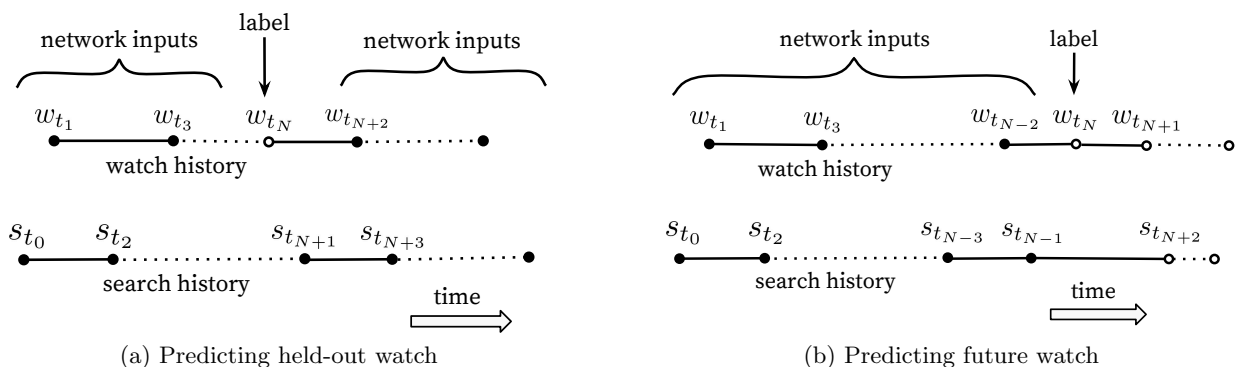 label
network inputs network inputs
w_{t_1} w_{t_3} w_{t_N} w_{t_{N+2}}
watch history
s_{t_0} s_{t_2} s_{t_{N+1}} s_{t_{N+3}}
search history
time
(a) Predicting held-out watch
network inputs label
w_{t_1} w_{t_3} w_{t_{N-2}} w_{t_N} w_{t_{N+1}}
watch history
s_{t_0} s_{t_2} s_{t_{N-3}} s_{t_{N-1}} s_{t_{N+2}}
search history
time
(b) Predicting future watch